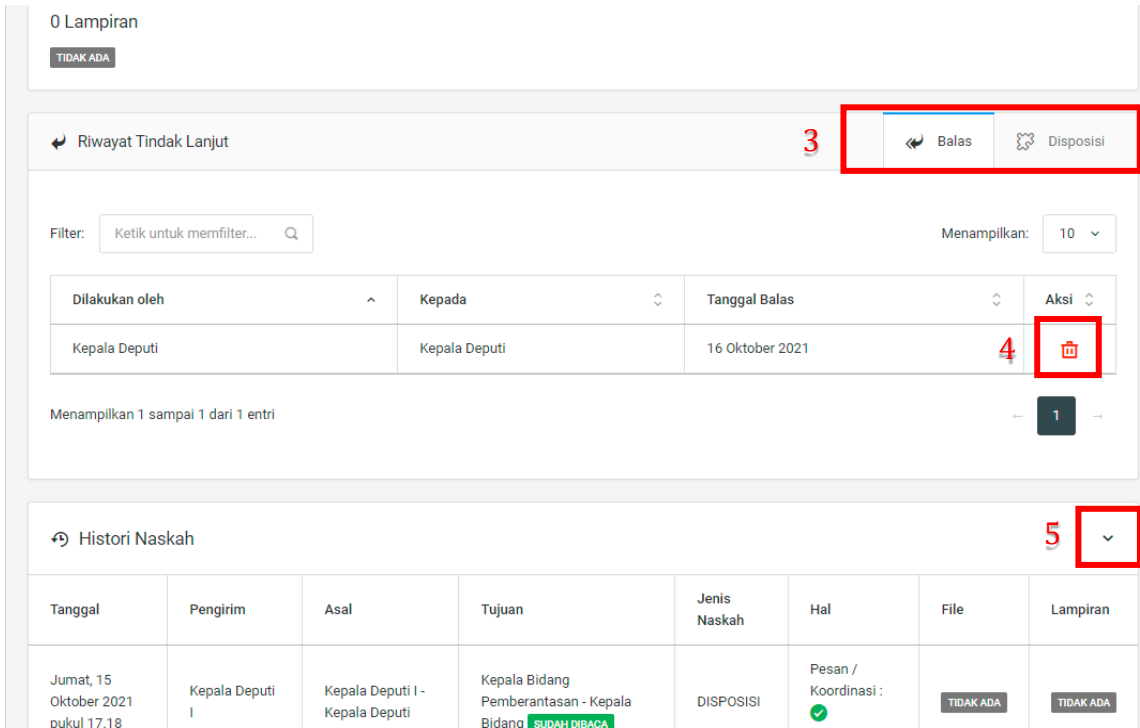 0 Lampiran
TIDAK ADA
Riwayat Tindak Lanjut
3
Balas
Disposisi
Filter:
Ketik untuk memfilter...
Menampilkan:
10
Dilakukan oleh
Kepada
Tanggal Balas
Aksi
Kepala Deputi
Kepala Deputi
16 Oktober 2021
4
Menampilkan 1 sampai 1 dari 1 entri
← 1 →
Histori Naskah
5
Tanggal
Pengirim
Asal
Tujuan
Jenis
Naskah
Hal
File
Lampiran
Jumat, 15
Oktober 2021
pukul 17.18
Kepala Deputi
I
Kepala Deputi I -
Kepala Deputi
Kepala Bidang
Pemberantasan - Kepala
Bidang SUDAH DIBACA
DISPOSISI
Pesan /
Koordinasi :
TIDAK ADA
TIDAK ADA